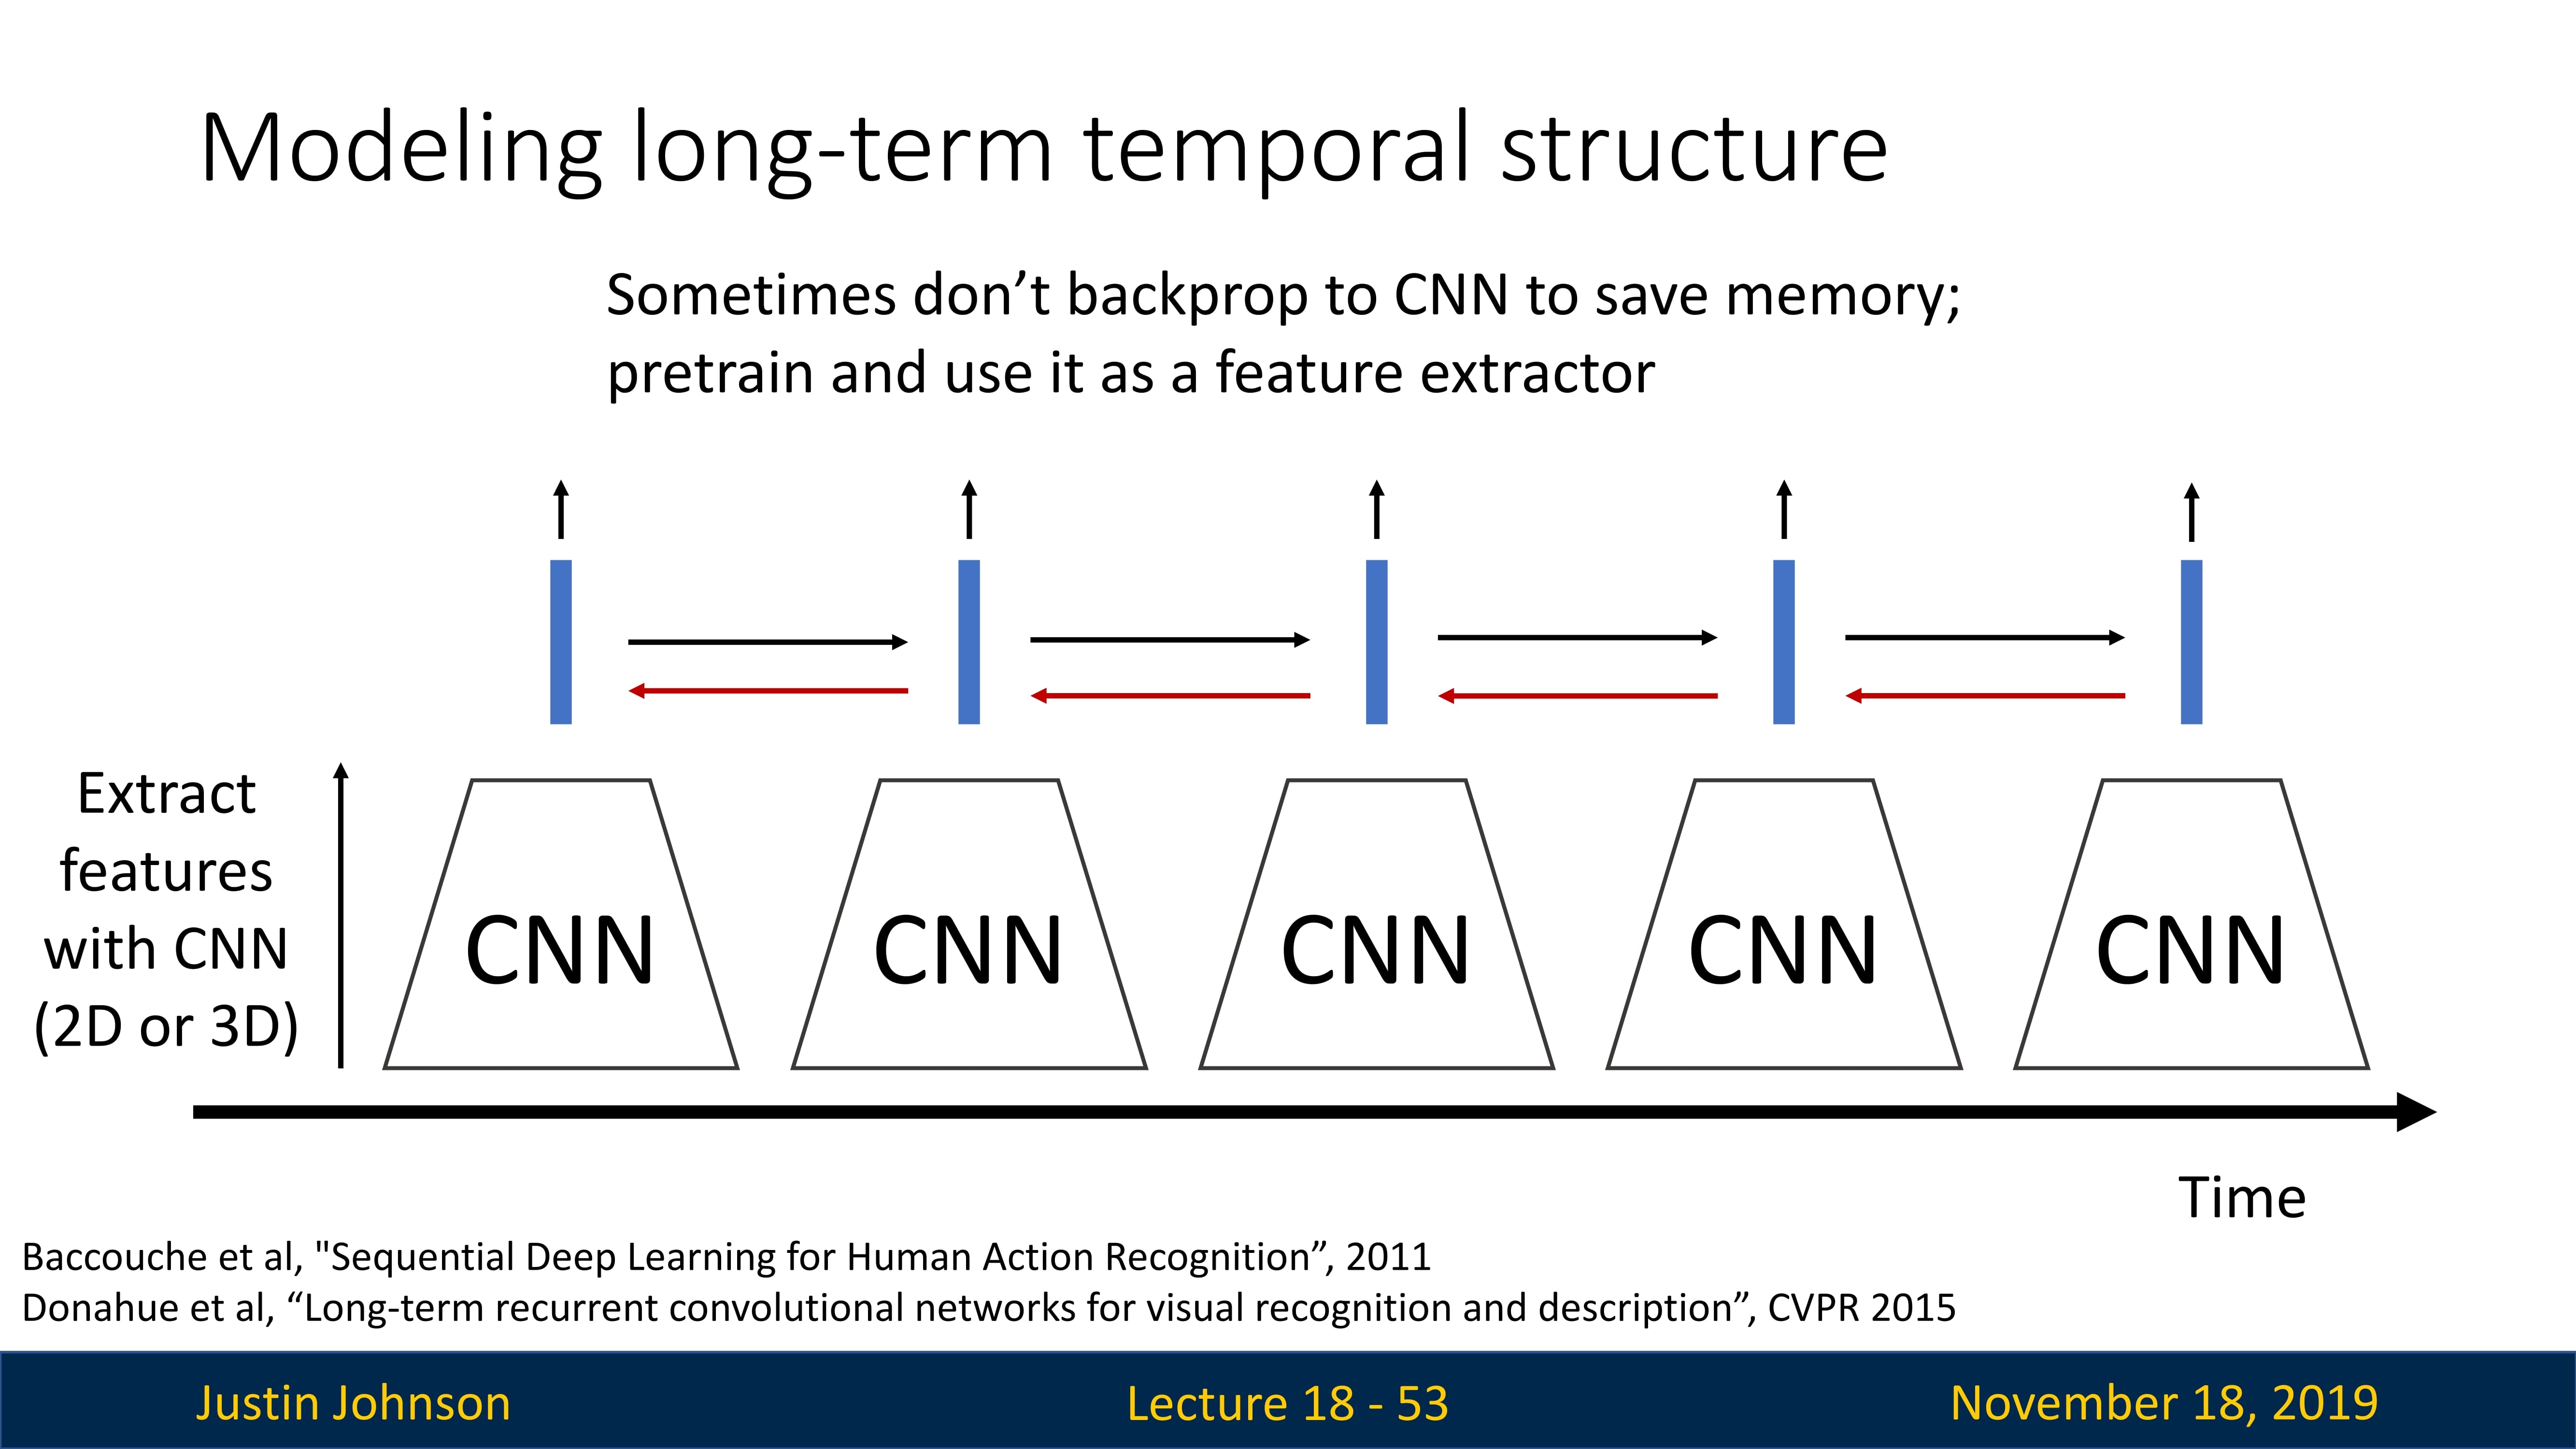 Modeling long-term temporal structure
Sometimes don’t backprop to CNN to save memory;
pretrain and use it as a feature extractor
Extract
features
with CNN
(2D or 3D)
CNN CNN CNN CNN CNN
Time
Baccouche et al, "Sequential Deep Learning for Human Action Recognition”, 2011
Donahue et al, “Long-term recurrent convolutional networks for visual recognition and description”, CVPR 2015
Justin Johnson Lecture 18 - 53 November 18, 2019